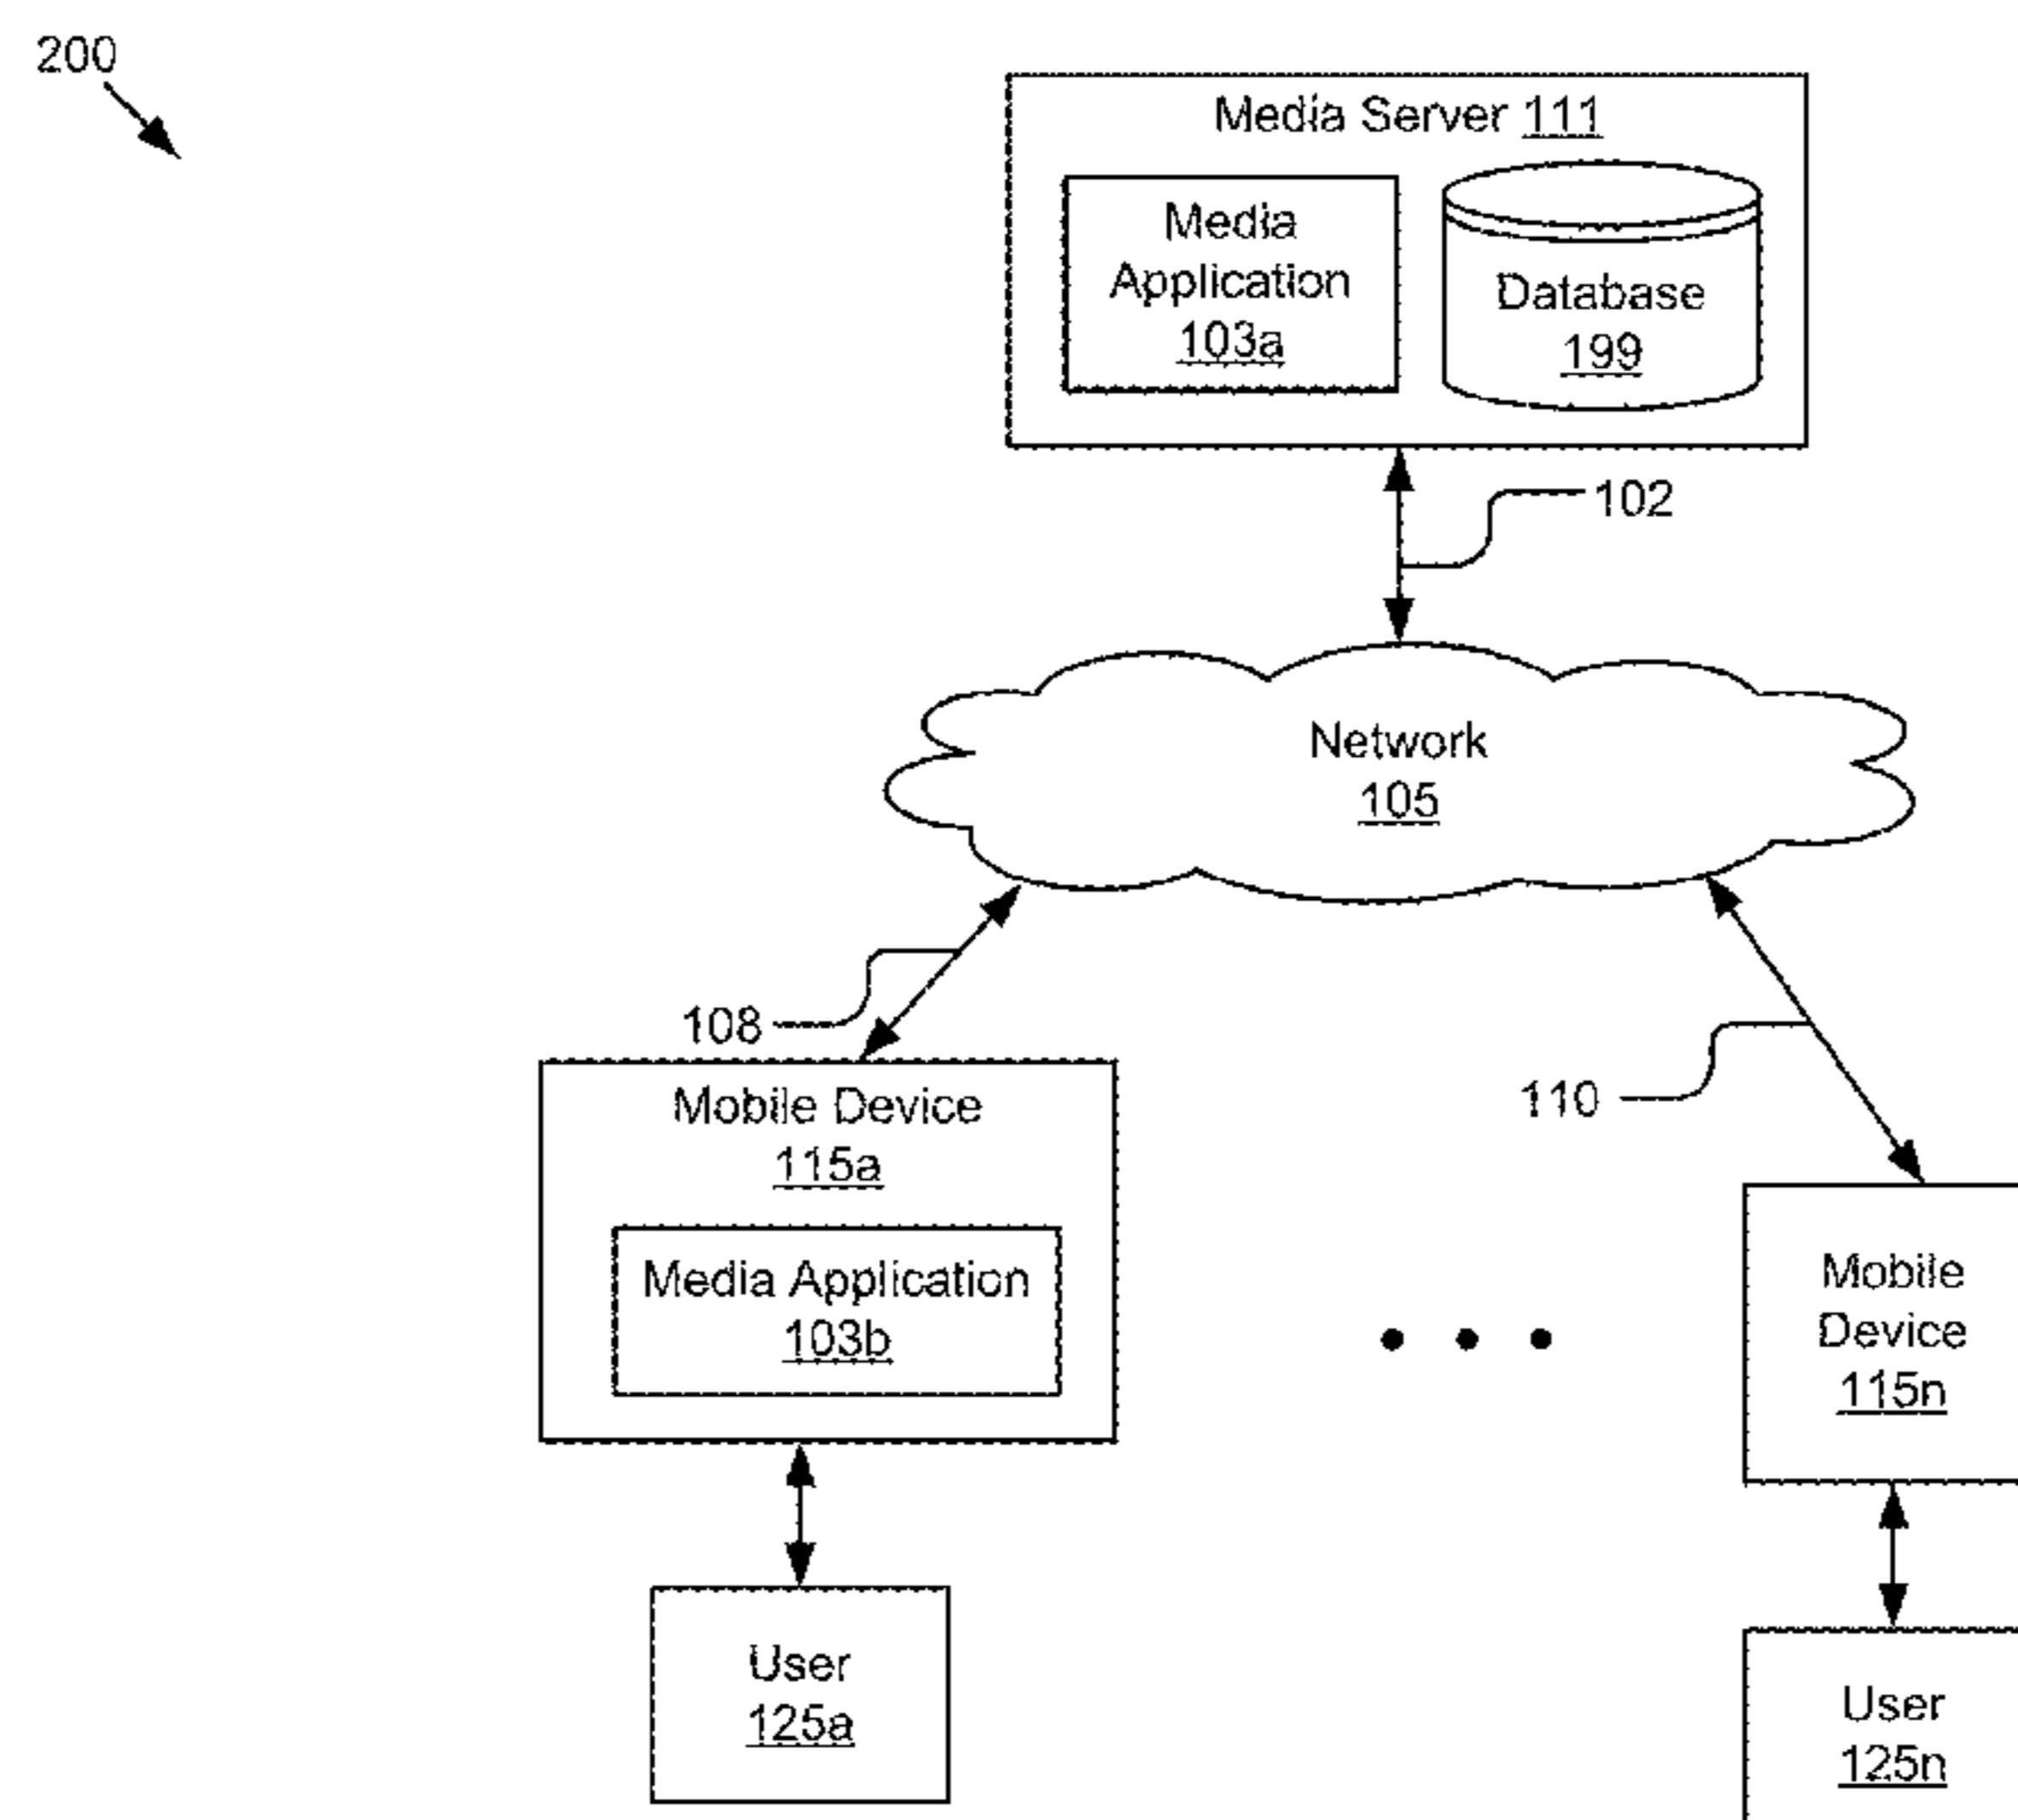 200
Media Server 111
Media
Application
103a
Database
199
102
Network
105
108
110
Mobile Device
115a
Media Application
103b
Mobile
Device
115n
User
125a
User
125n